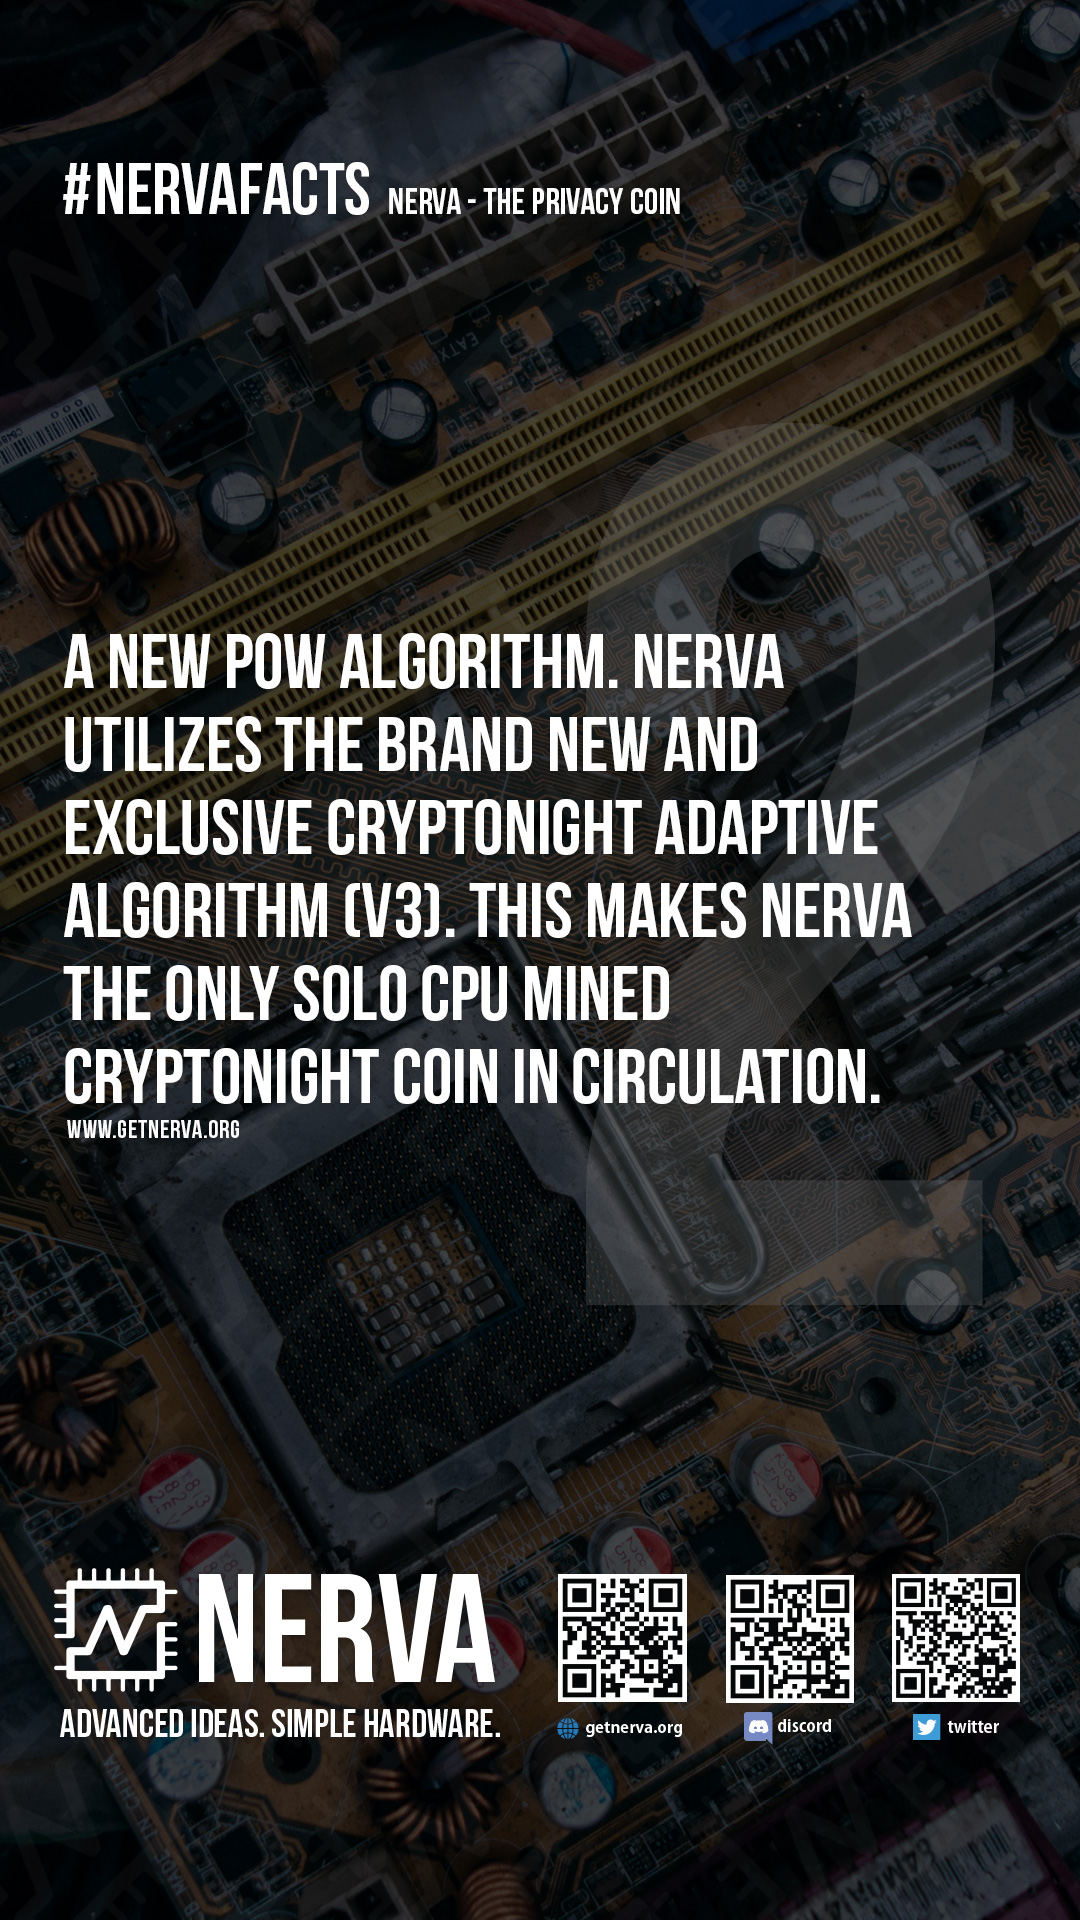 #NERVAFACTS NERVA - THE PRIVACY COIN
A NEW POW ALGORITHM. NERVA
UTILIZES THE BRAND NEW AND
EXCLUSIVE CRYPTONIGHT ADAPTIVE
ALGORITHM (V3). THIS MAKES NERVA
THE ONLY SOLO CPU MINED
CRYPTONIGHT COIN IN CIRCULATION.
WWW.GETNERVA.ORG
2
NERVA
ADVANCED IDEAS. SIMPLE HARDWARE.
getnerva.org
discord
twitter